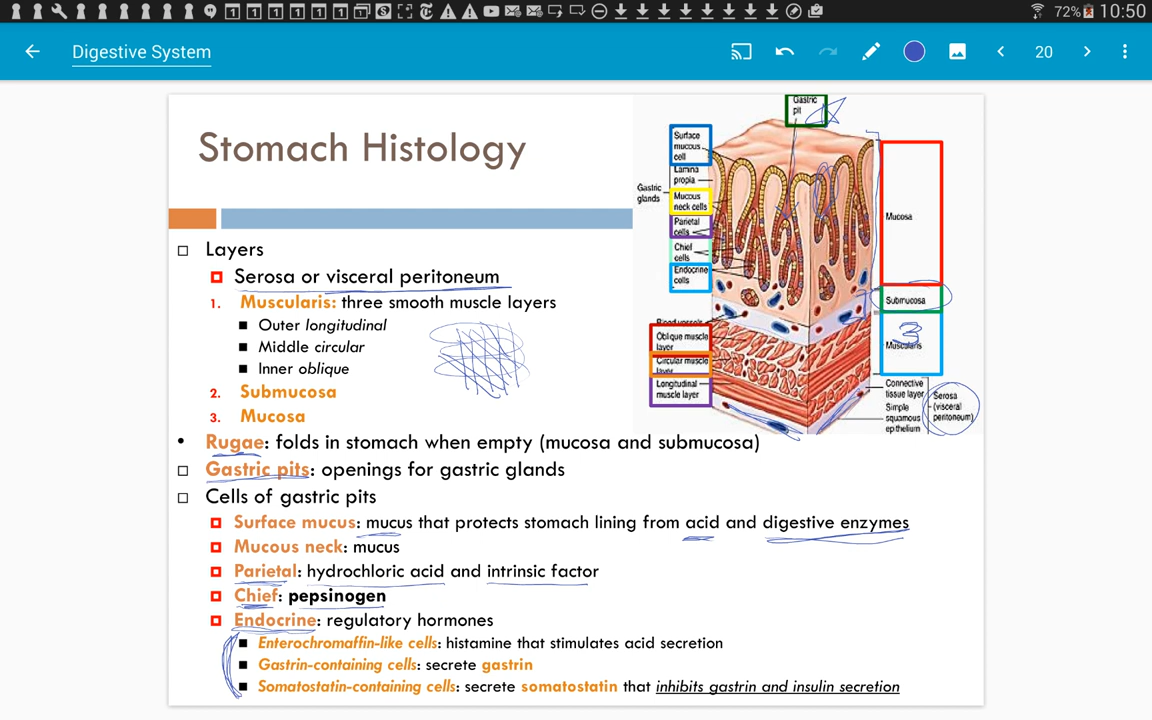 72% 10:50
Digestive System
20
Stomach Histology
Layers
Serosa or visceral peritoneum
1. Muscularis: three smooth muscle layers
Outer longitudinal
Middle circular
Inner oblique
2. Submucosa
3. Mucosa
• Rugae: folds in stomach when empty (mucosa and submucosa)
Gastric pits: openings for gastric glands
Cells of gastric pits
Surface mucus: mucus that protects stomach lining from acid and digestive enzymes
Mucous neck: mucus
Parietal: hydrochloric acid and intrinsic factor
Chief: pepsinogen
Endocrine: regulatory hormones
Enterochromaffin-like cells: histamine that stimulates acid secretion
Gastrin-containing cells: secrete gastrin
Somatostatin-containing cells: secrete somatostatin that inhibits gastrin and insulin secretion
Gastric
pit
Surface
mucous
cell
Lamina
propia
Gastric
glands
Mucous
neck cells
Parietal
cells
Chief
cells
Endocrine
cells
Blood vessels
Oblique muscle
layer
Circular muscle
layer
Longitudinal
muscle layer
Mucosa
Submucosa
3
Muscularis
Connective
tissue layer
Simple
squamous
epithelium
Serosa
(visceral
peritoneum)